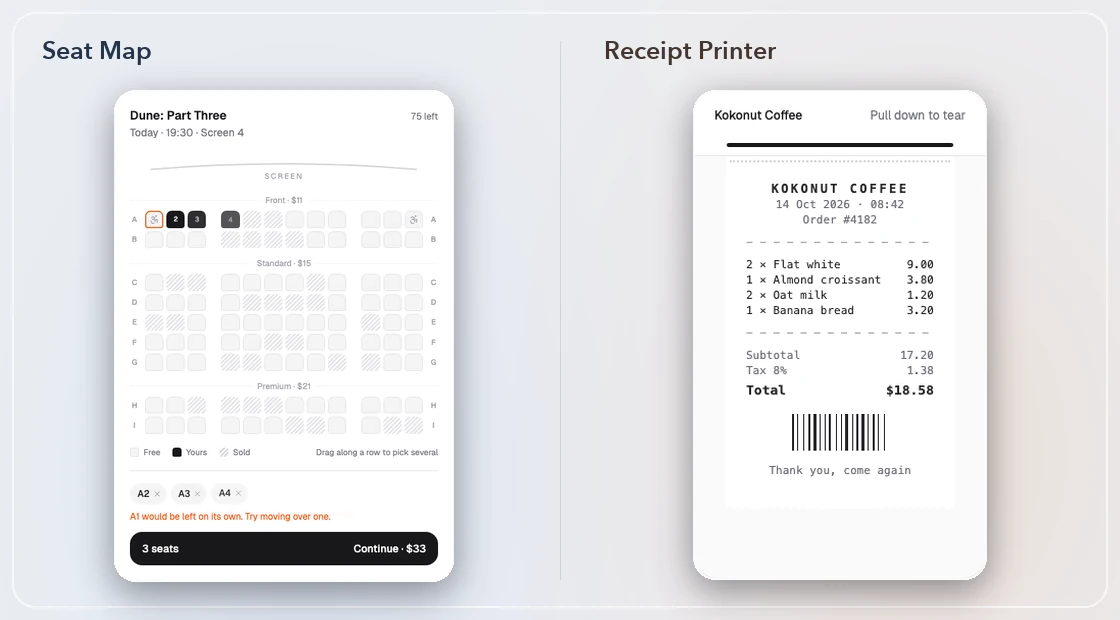 Seat Map
Dune: Part Three
75 left
Today · 19:30 · Screen 4
SCREEN
Front · $11
A 2 3 4 A
B B
Standard · $15
C C
D D
E E
F F
G G
Premium · $21
H H
I I
Free Yours Sold Drag along a row to pick several
A2 × A3 × A4 ×
A1 would be left on its own. Try moving over one.
3 seats Continue · $33
Receipt Printer
Kokonut Coffee Pull down to tear
KOKONUT COFFEE
14 Oct 2026 · 08:42
Order #4182
2 × Flat white 9.00
1 × Almond croissant 3.80
2 × Oat milk 1.20
1 × Banana bread 3.20
Subtotal 17.20
Tax 8% 1.38
Total $18.58
Thank you, come again